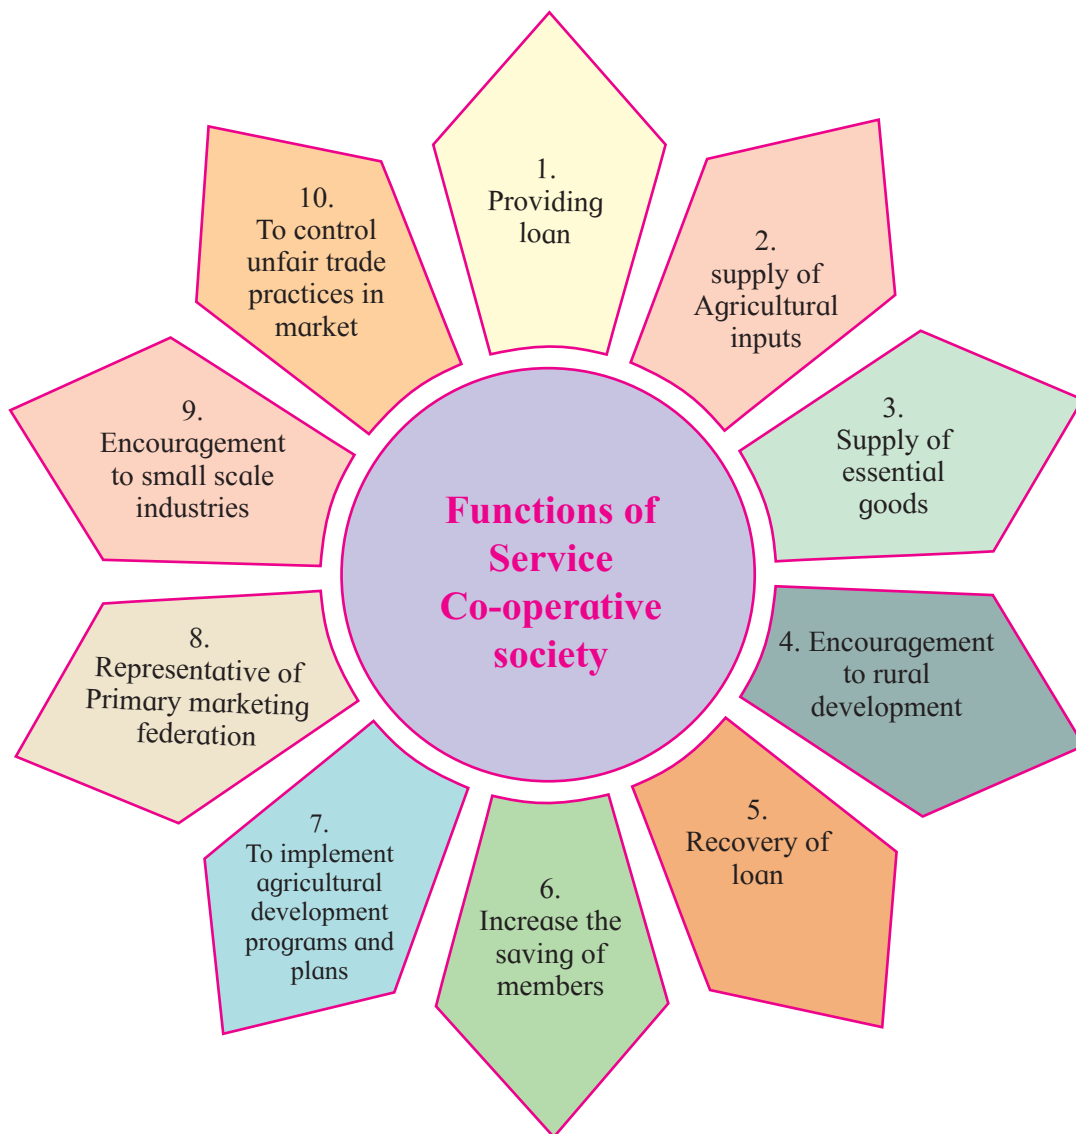 1.
Providing
loan
2.
supply of
Agricultural
inputs
3.
Supply of
essential
goods
4. Encouragement
to rural
development
5.
Recovery of
loan
6.
Increase the
saving of
members
7.
To implement
agricultural
development
programs and
plans
8.
Representative of
Primary marketing
federation
9.
Encouragement
to small scale
industries
10.
To control
unfair trade
practices in
market
Functions of
Service
Co-operative
society